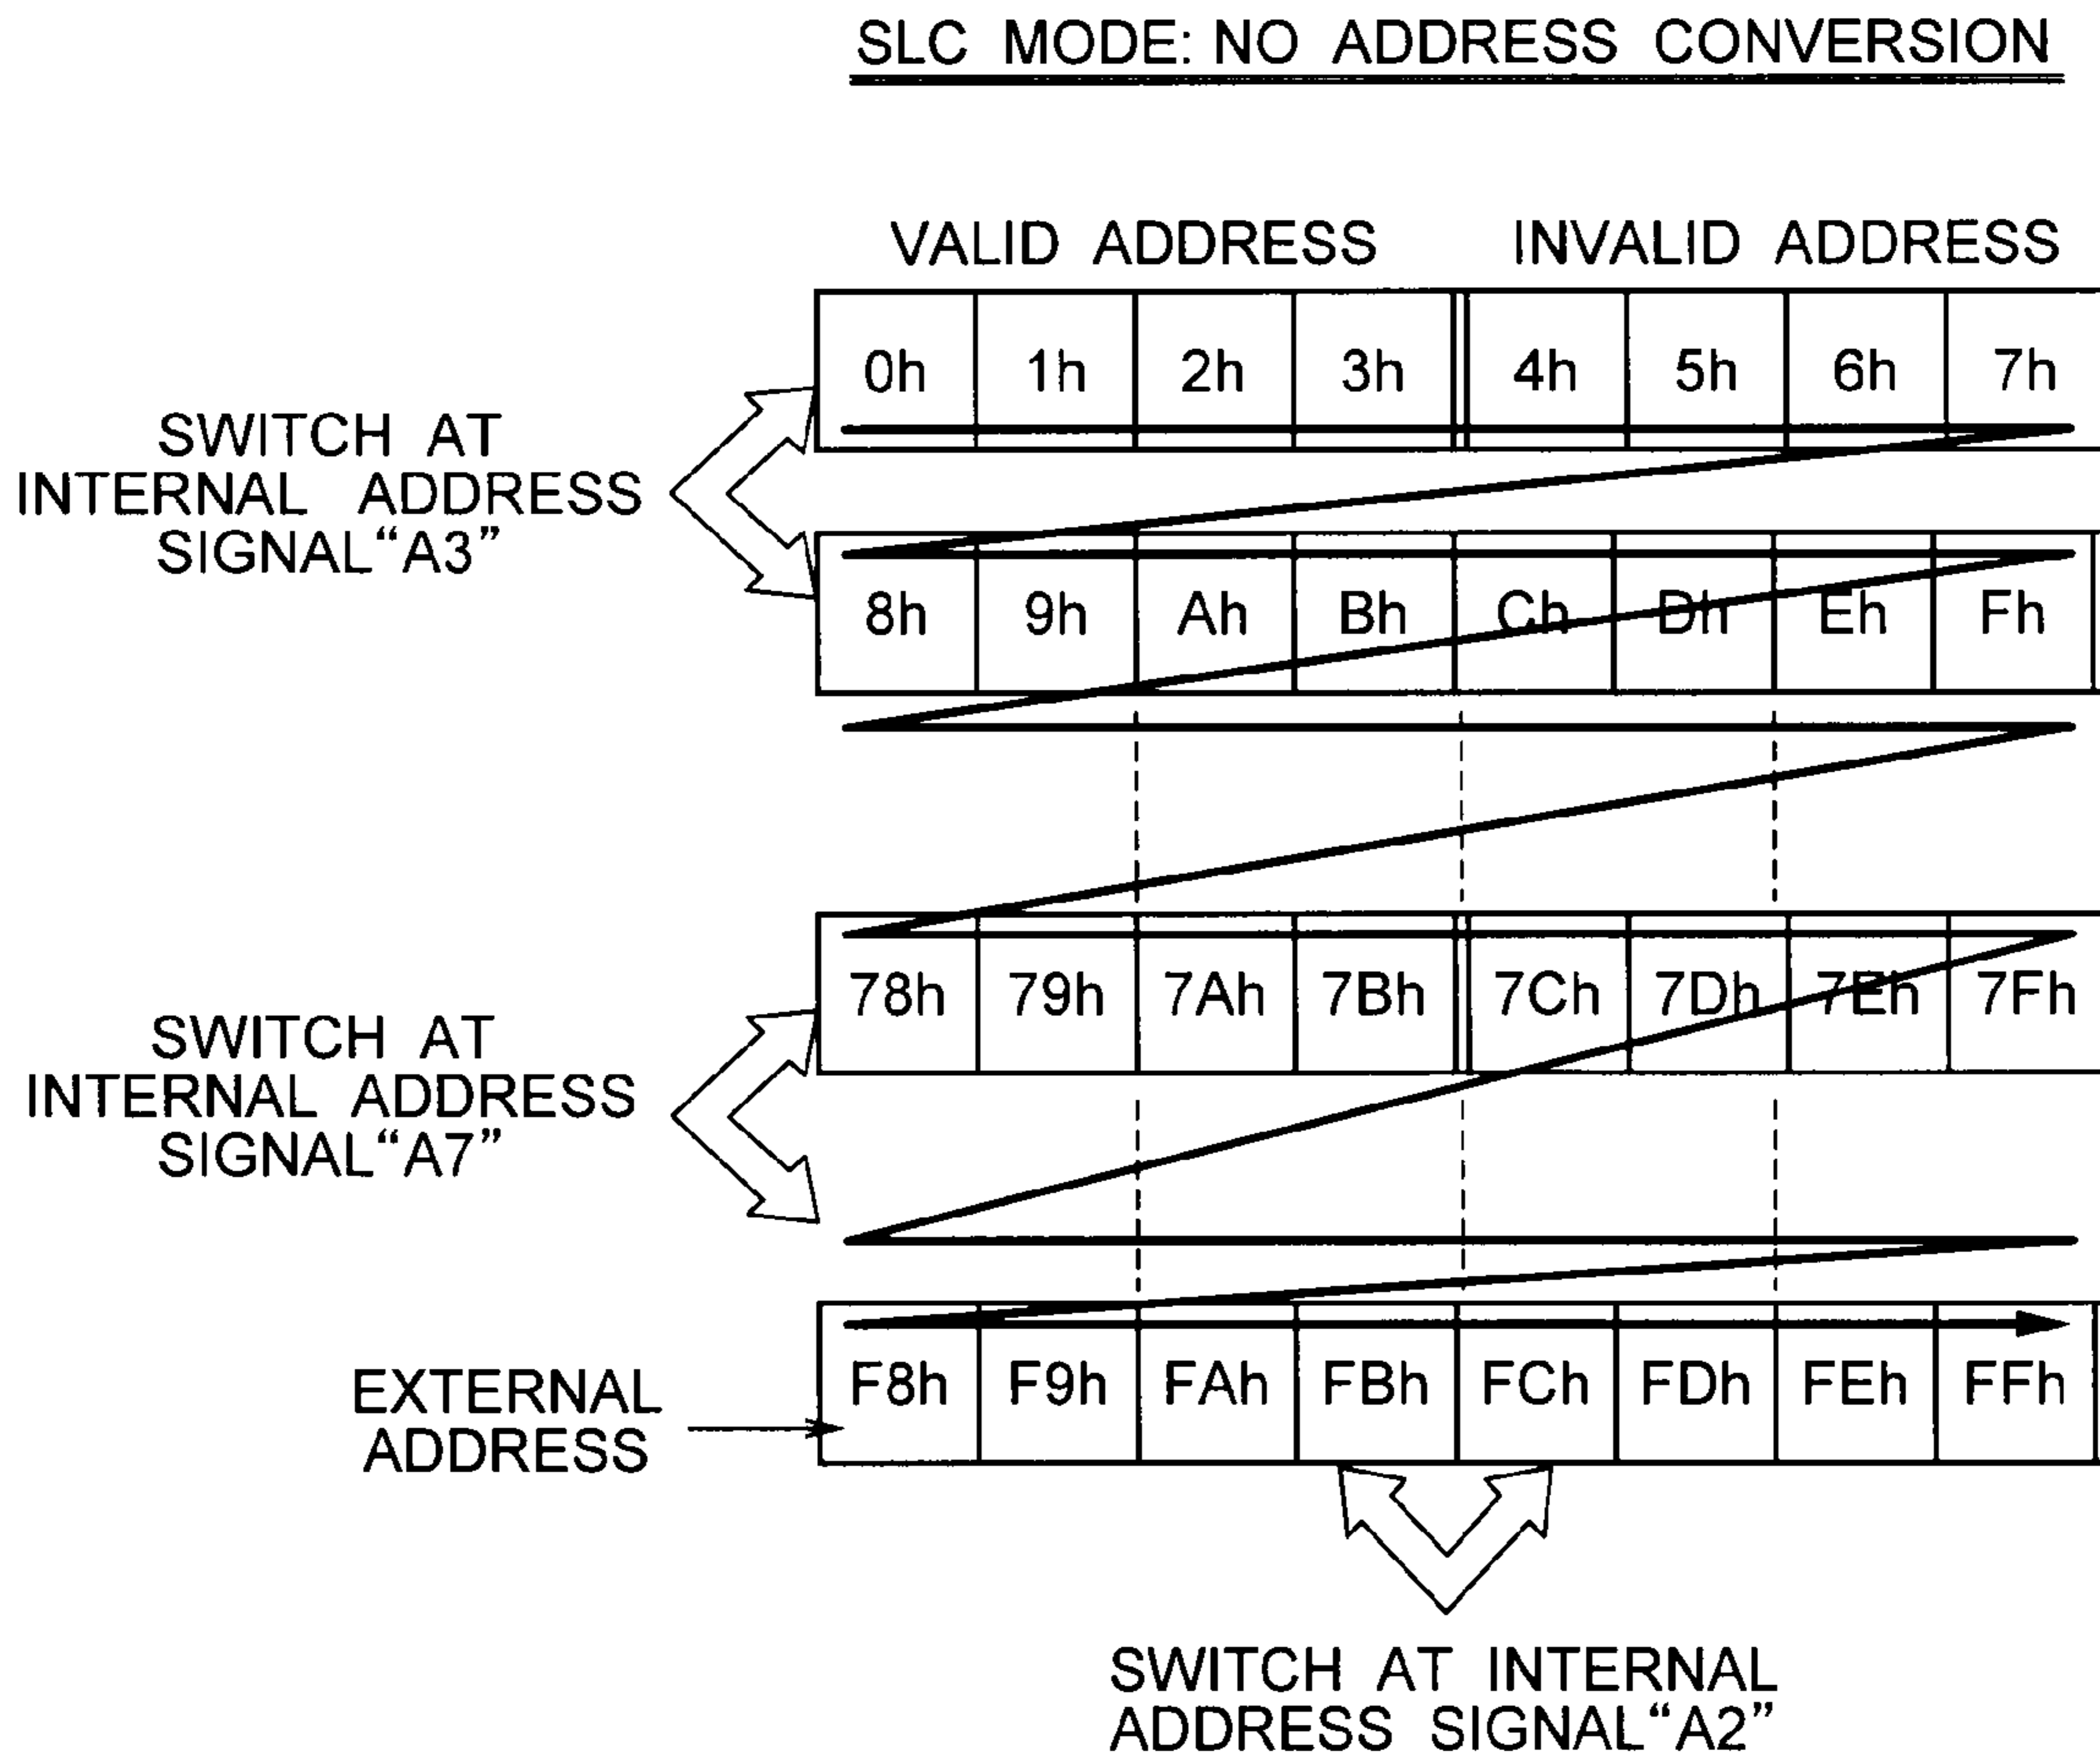 SLC MODE: NO ADDRESS CONVERSION
VALID ADDRESS INVALID ADDRESS
0h 1h 2h 3h 4h 5h 6h 7h
SWITCH AT
INTERNAL ADDRESS
SIGNAL“A3”
8h 9h Ah Bh Ch Dh Eh Fh
78h 79h 7Ah 7Bh 7Ch 7Dh 7Eh 7Fh
SWITCH AT
INTERNAL ADDRESS
SIGNAL“A7”
F8h F9h FAh FBh FCh FDh FEh FFh
EXTERNAL
ADDRESS
SWITCH AT INTERNAL
ADDRESS SIGNAL“A2”